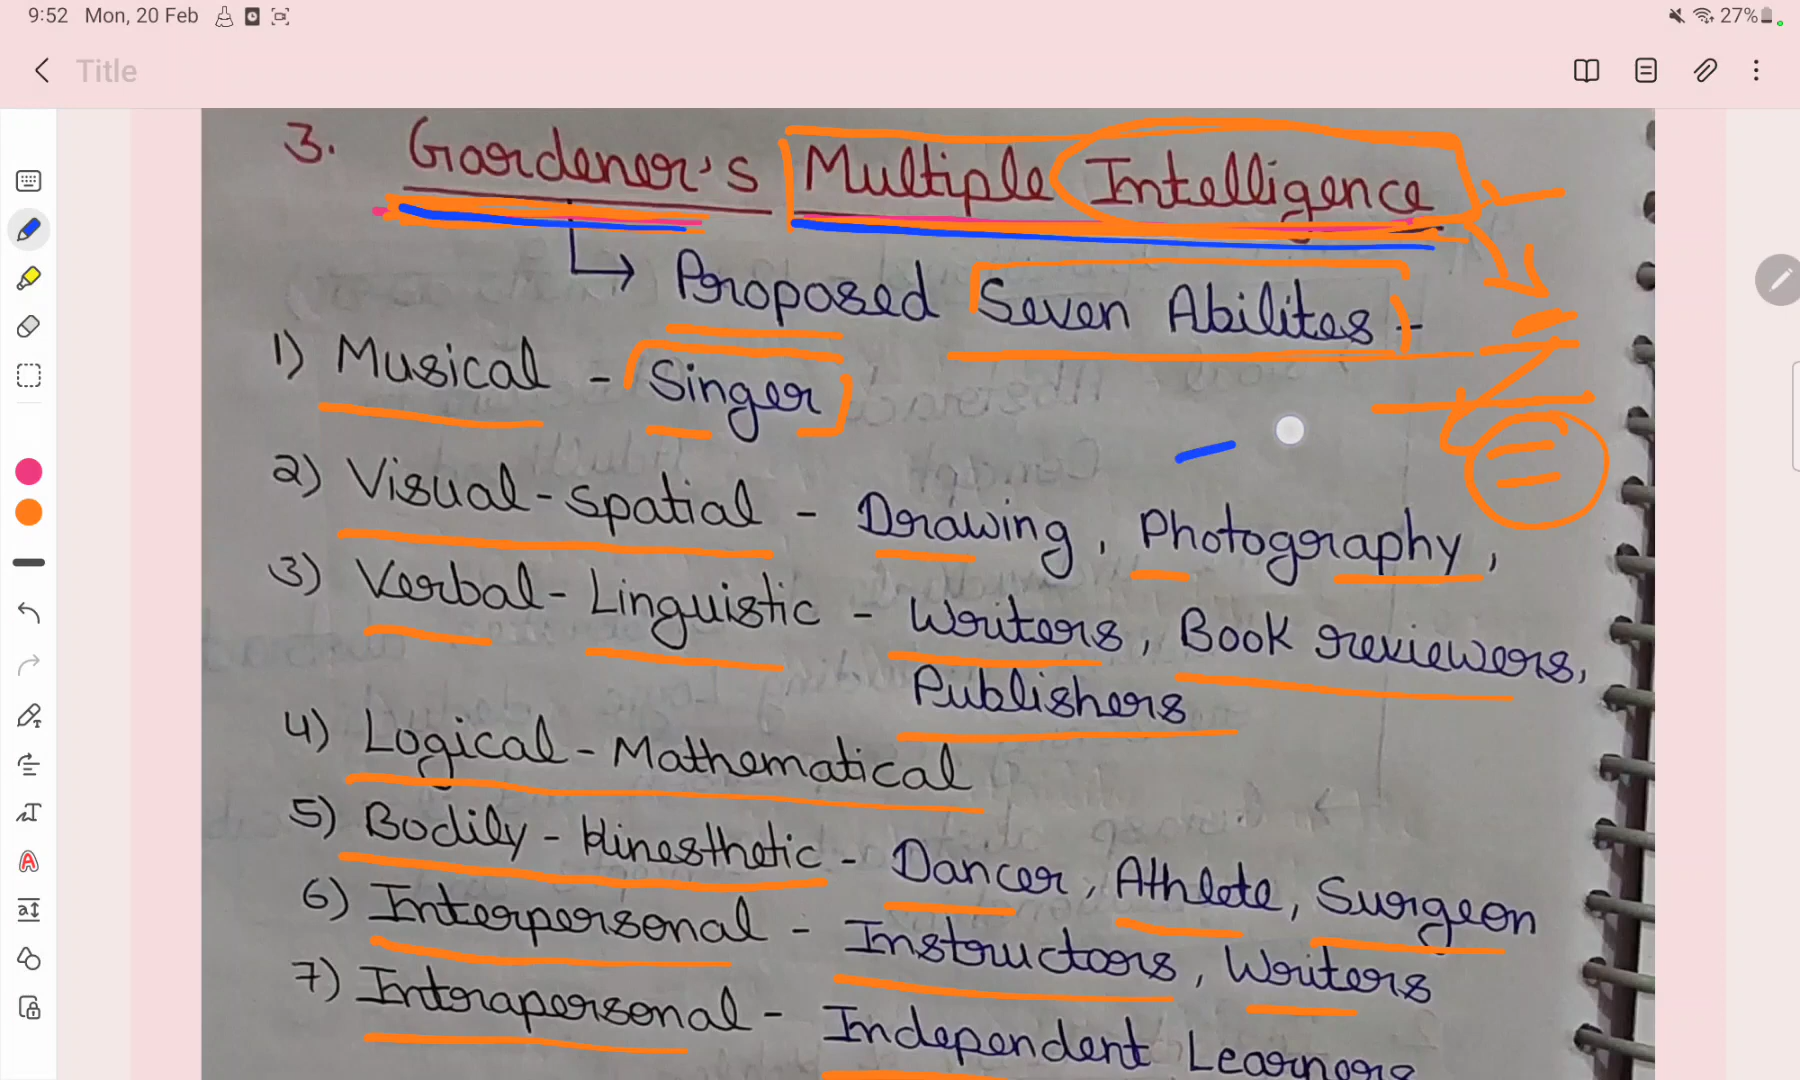 9:52 Mon, 20 Feb 27%
Title
3. Gardener's Multiple Intelligence
Proposed Seven Abilites -
1) Musical - Singer
2) Visual-spatial - Drawing, Photography,
3) Verbal-Linguistic - Writers, Book reviewers,
Publishers
4) Logical-Mathematical
5) Bodily-Kinesthetic - Dancer, Athlete, Surgeon
6) Interpersonal - Instructors, Writers
7) Intrapersonal - Independent Learners